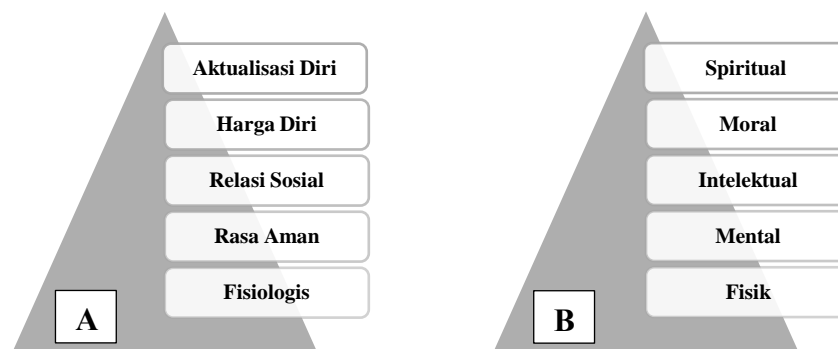 Aktualisasi Diri
Harga Diri
Relasi Sosial
Rasa Aman
Fisiologis
A
Spiritual
Moral
Intelektual
Mental
Fisik
B